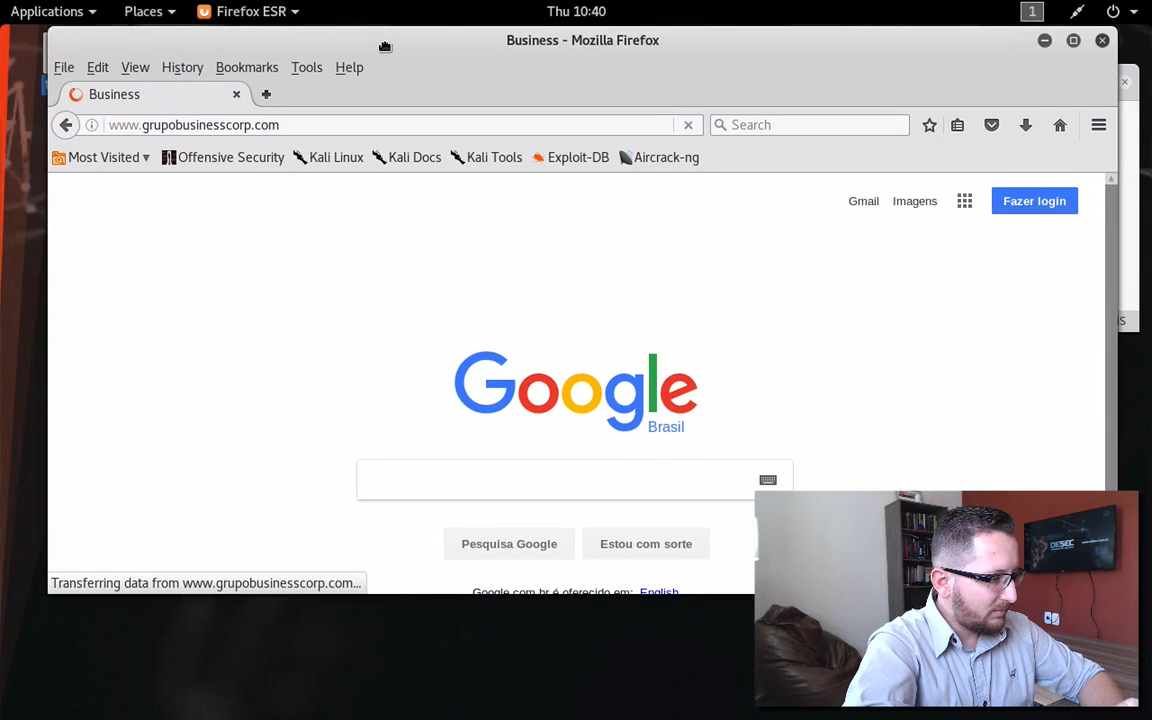 Applications Places Firefox ESR Thu 10:40 1
Business - Mozilla Firefox
File Edit View History Bookmarks Tools Help
Business
www.grupobusinesscorp.com Search
Most Visited Offensive Security Kali Linux Kali Docs Kali Tools Exploit-DB Aircrack-ng
Gmail Imagens Fazer login
IS
Google
Brasil
Pesquisa Google Estou com sorte
DESEC
Transferring data from www.grupobusinesscorp.com...
Google.com.br é oferecido em: English